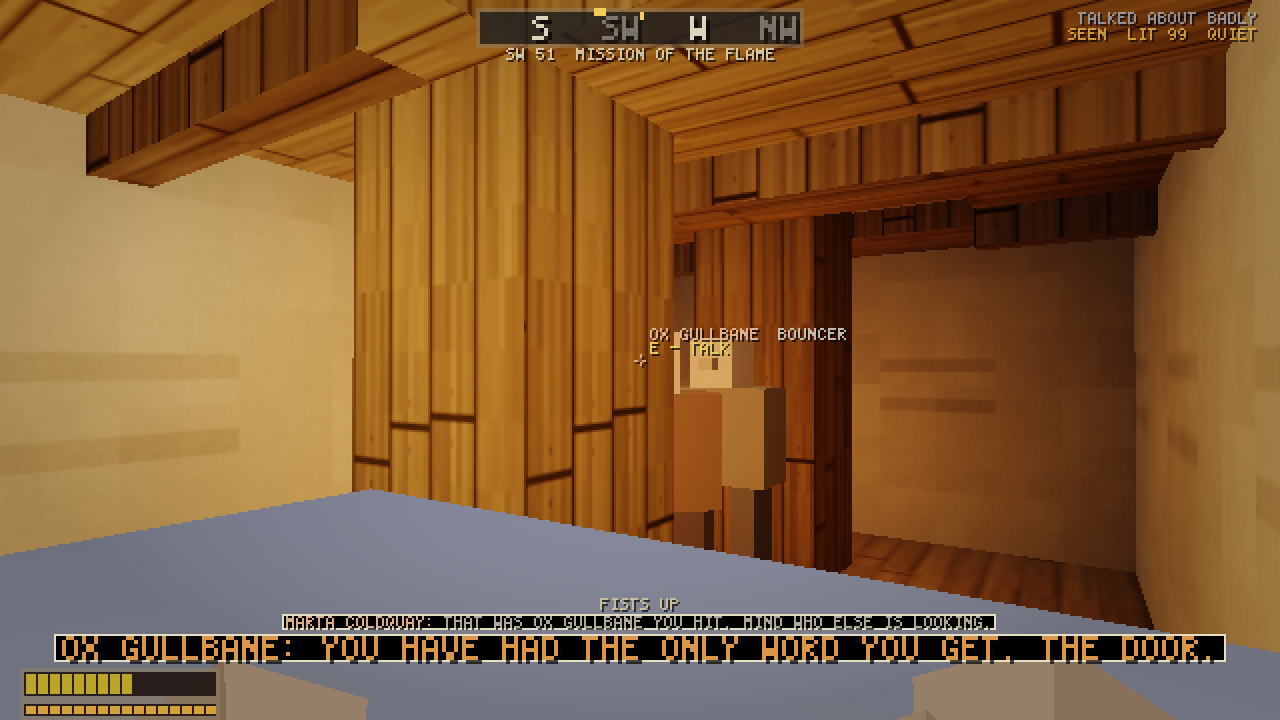 S SW W NW
SW 51 MISSION OF THE FLAME
TALKED ABOUT BADLY
SEEN LIT 99 QUIET
OX GULLBANE BOUNCER
E - TALK
FISTS UP
MARTA COLDQUAY: THAT WAS OX GULLBANE YOU HIT. MIND WHO ELSE IS LOOKING.
OX GULLBANE: YOU HAVE HAD THE ONLY WORD YOU GET. THE DOOR.